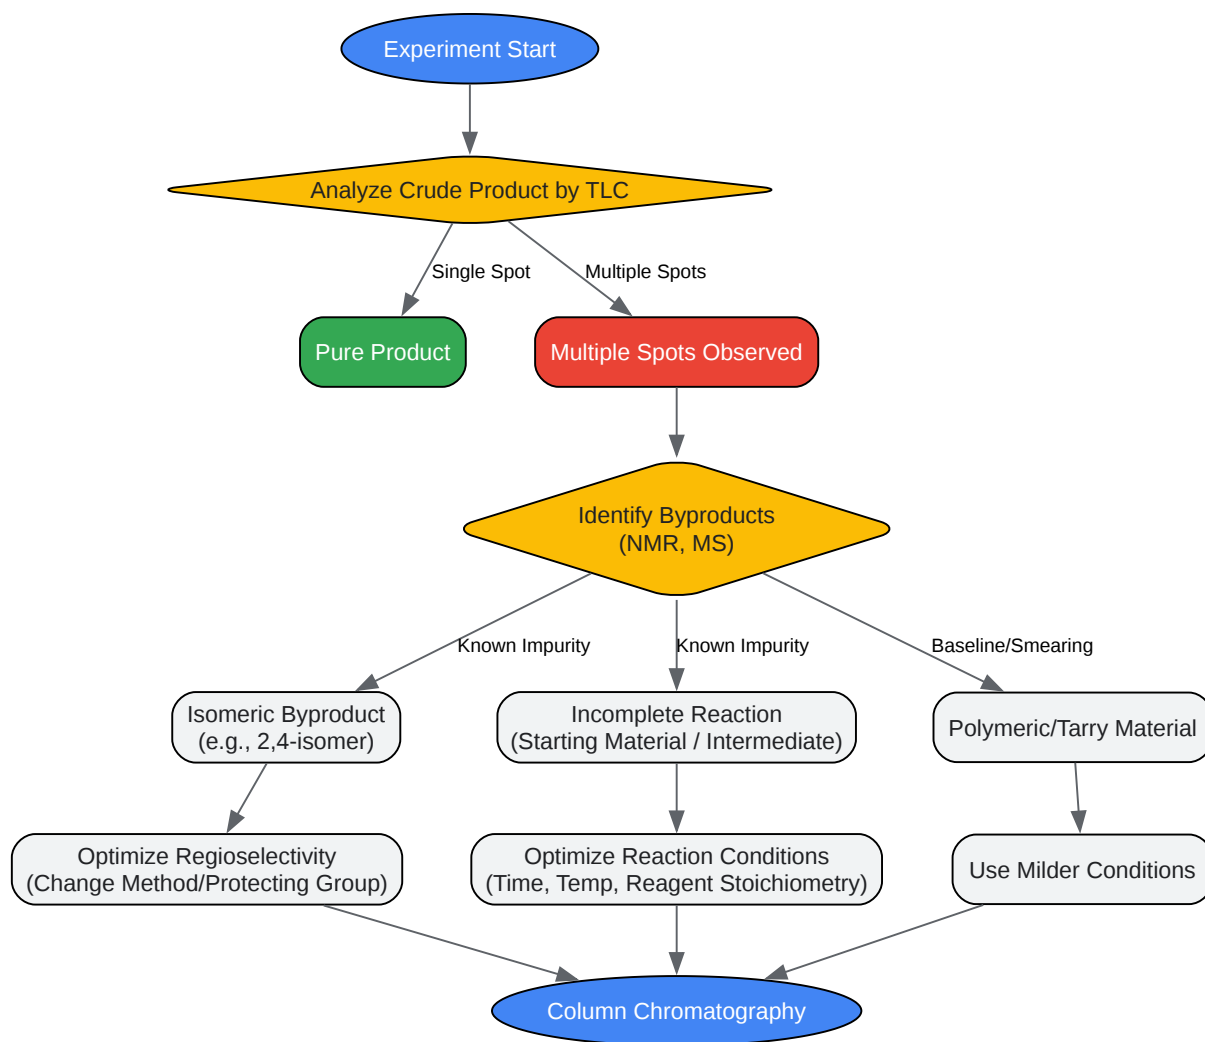 Experiment Start
Analyze Crude Product by TLC
Single Spot
Multiple Spots
Pure Product
Multiple Spots Observed
Identify Byproducts
(NMR, MS)
Known Impurity
Known Impurity
Baseline/Smearing
Isomeric Byproduct
(e.g., 2,4-isomer)
Incomplete Reaction
(Starting Material / Intermediate)
Polymeric/Tarry Material
Optimize Regioselectivity
(Change Method/Protecting Group)
Optimize Reaction Conditions
(Time, Temp, Reagent Stoichiometry)
Use Milder Conditions
Column Chromatography